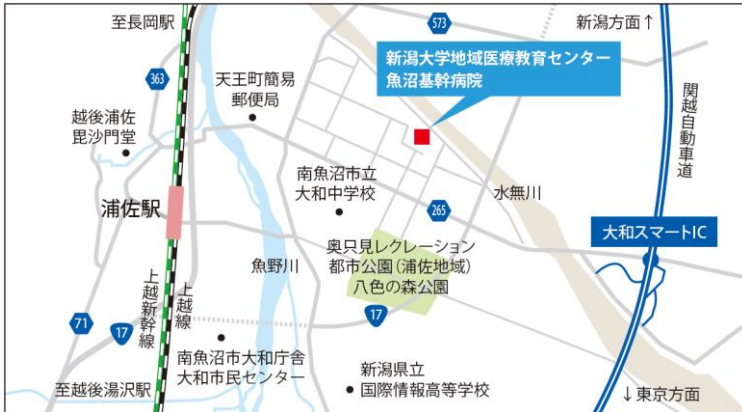 至長岡駅
573
新潟方面↑
新潟大学地域医療教育センター
魚沼基幹病院
363
天王町簡易
郵便局
関越自動車道
越後浦佐
毘沙門堂
南魚沼市立
大和中学校
水無川
浦佐駅
265
大和スマートIC
奥只見レクレーション
都市公園(浦佐地域)
八色の森公園
魚野川
上越新幹線
上越線
71
17
17
南魚沼市大和庁舎
大和市民センター
新潟県立
国際情報高等学校
至越後湯沢駅
↓東京方面